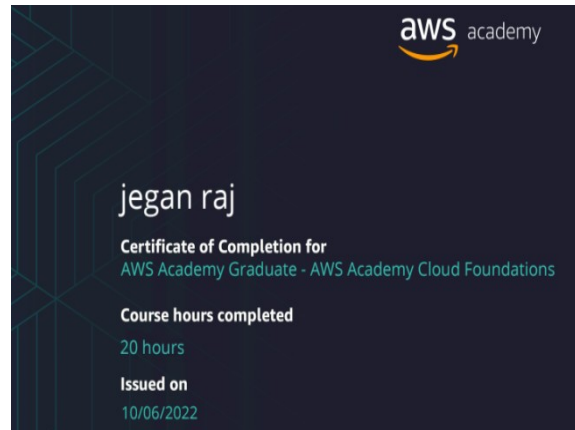 aws academy
jegan raj
Certificate of Completion for
AWS Academy Graduate - AWS Academy Cloud Foundations
Course hours completed
20 hours
Issued on
10/06/2022